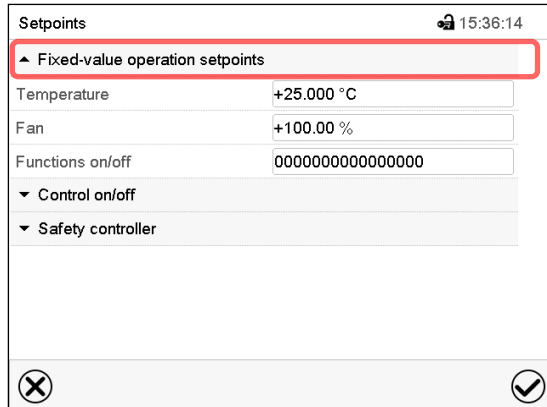 Setpoints 15:36:14
Fixed-value operation setpoints
Temperature +25.000 °C
Fan +100.00 %
Functions on/off 0000000000000000
Control on/off
Safety controller